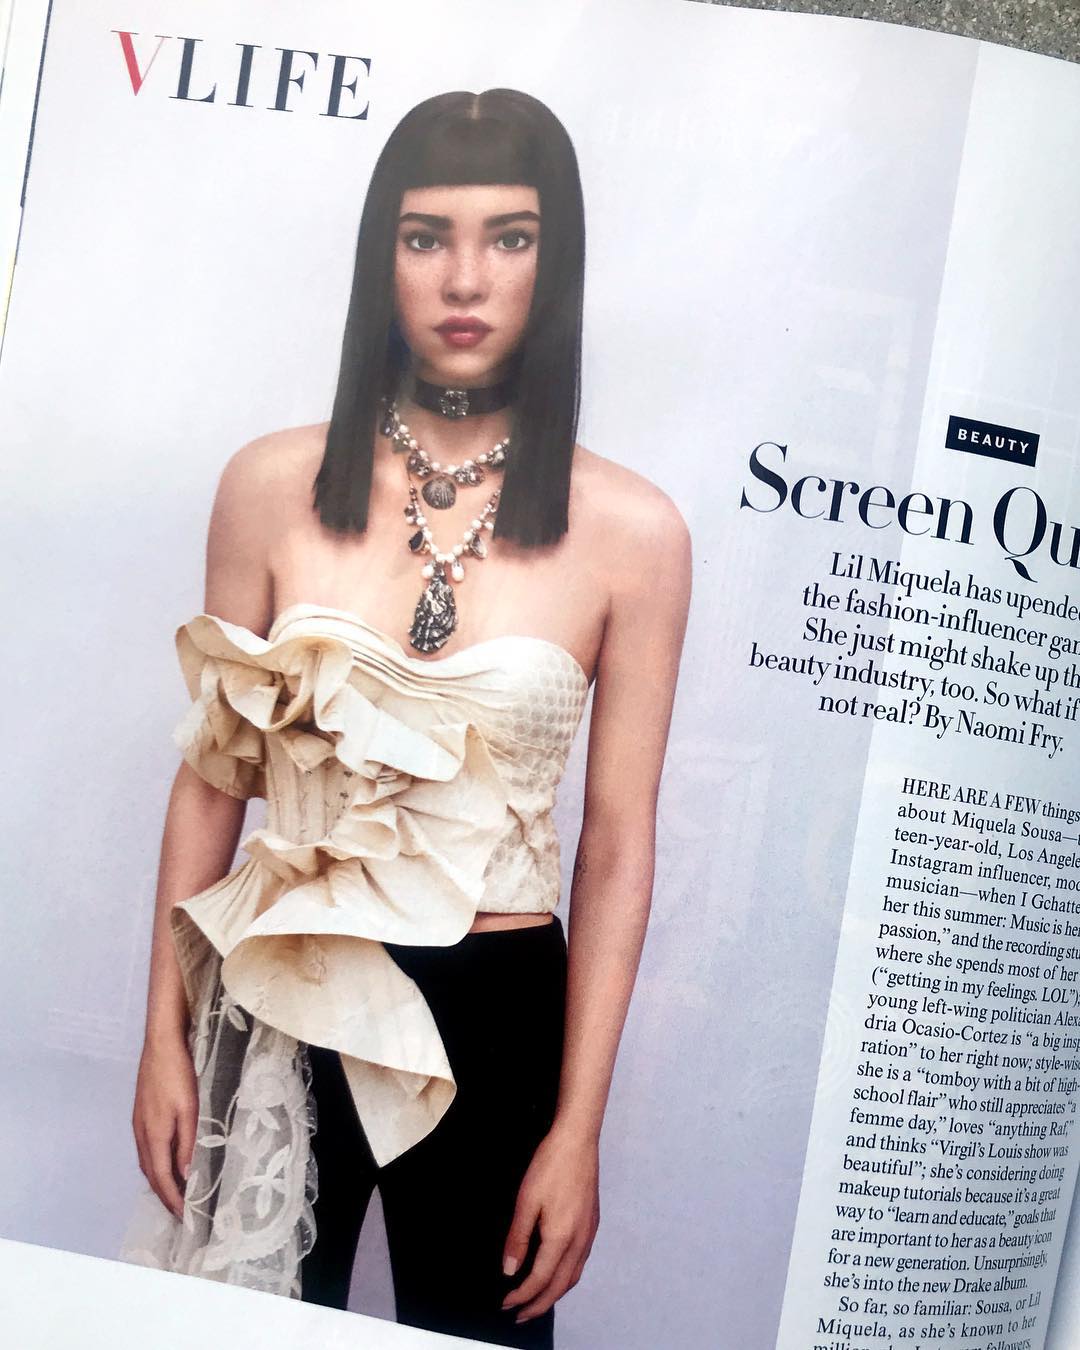 VLIFE
BEAUTY
Screen Qu
Lil Miquela has upende
the fashion-influencer gam
She just might shake up th
beauty industry, too. So what if
not real? By Naomi Fry.
HERE ARE A FEW things
about Miquela Sousa—
teen-year-old, Los Angele
Instagram influencer, mod
musician—when I Gchatte
her this summer: Music is her
passion,” and the recording stu
where she spends most of her
(“getting in my feelings. LOL”)
young left-wing politician Alex
dria Ocasio-Cortez is “a big insp
ration” to her right now; style-wise
she is a “tomboy with a bit of high-
school flair” who still appreciates “a
femme day,” loves “anything Raf,”
and thinks “Virgil’s Louis show was
beautiful”; she’s considering doing
makeup tutorials because it’s a great
way to “learn and educate,” goals that
are important to her as a beauty icon
for a new generation. Unsurprisingly,
she’s into the new Drake album.
So far, so familiar: Sousa, or Lil
Miquela, as she’s known to her
followers,